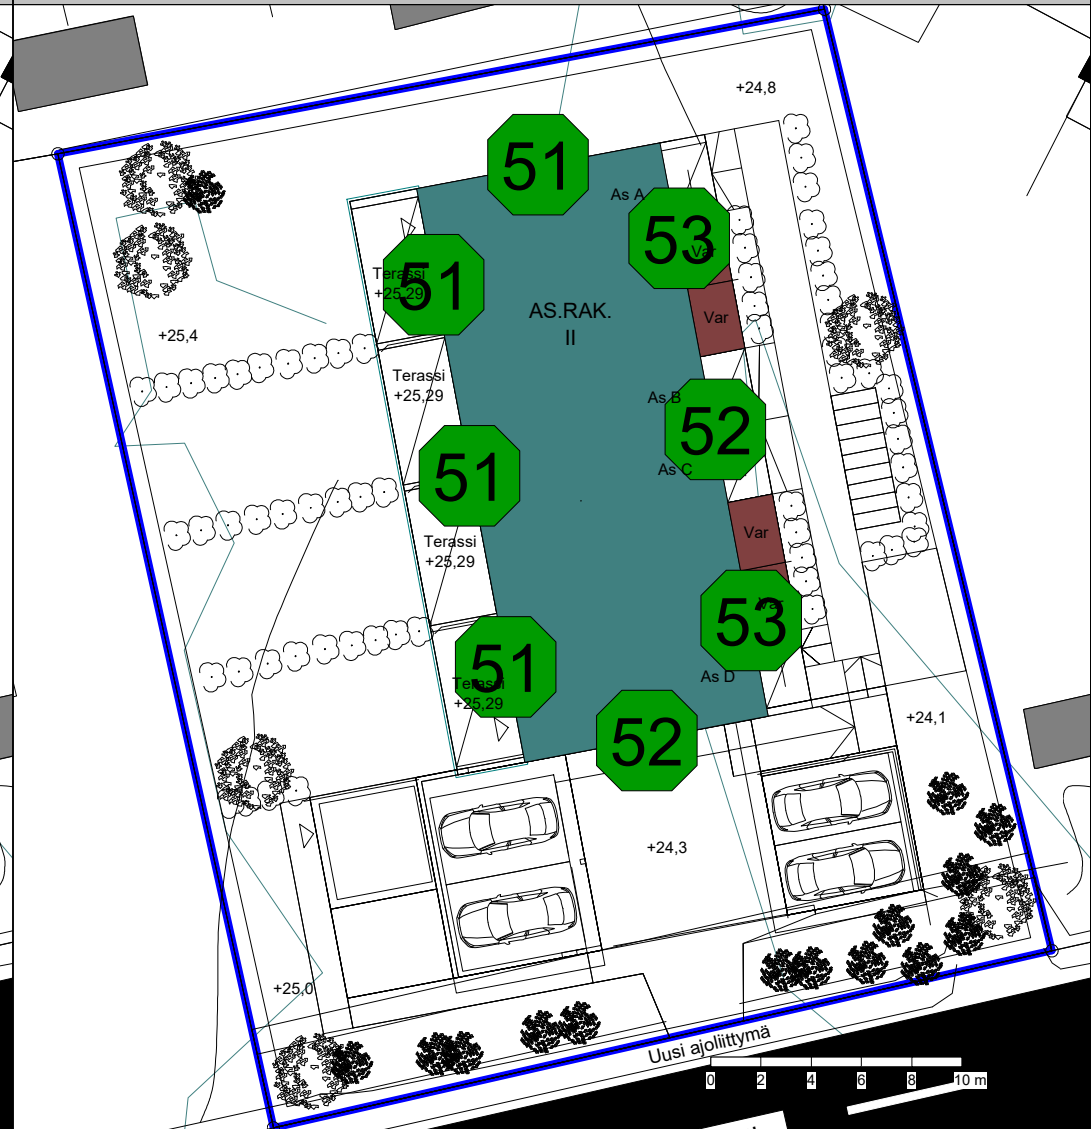 +24,8
51
As A
53
Var
51
Terassi
+25,29
AS.RAK.
II
Var
+25,4
Terassi
+25,29
As B
52
As C
51
Var
Terassi
+25,29
Var
53
51
Terassi
+25,29
As D
52
+24,1
+24,3
+25,0
Uusi ajoliittymä
0 2 4 6 8 10 m